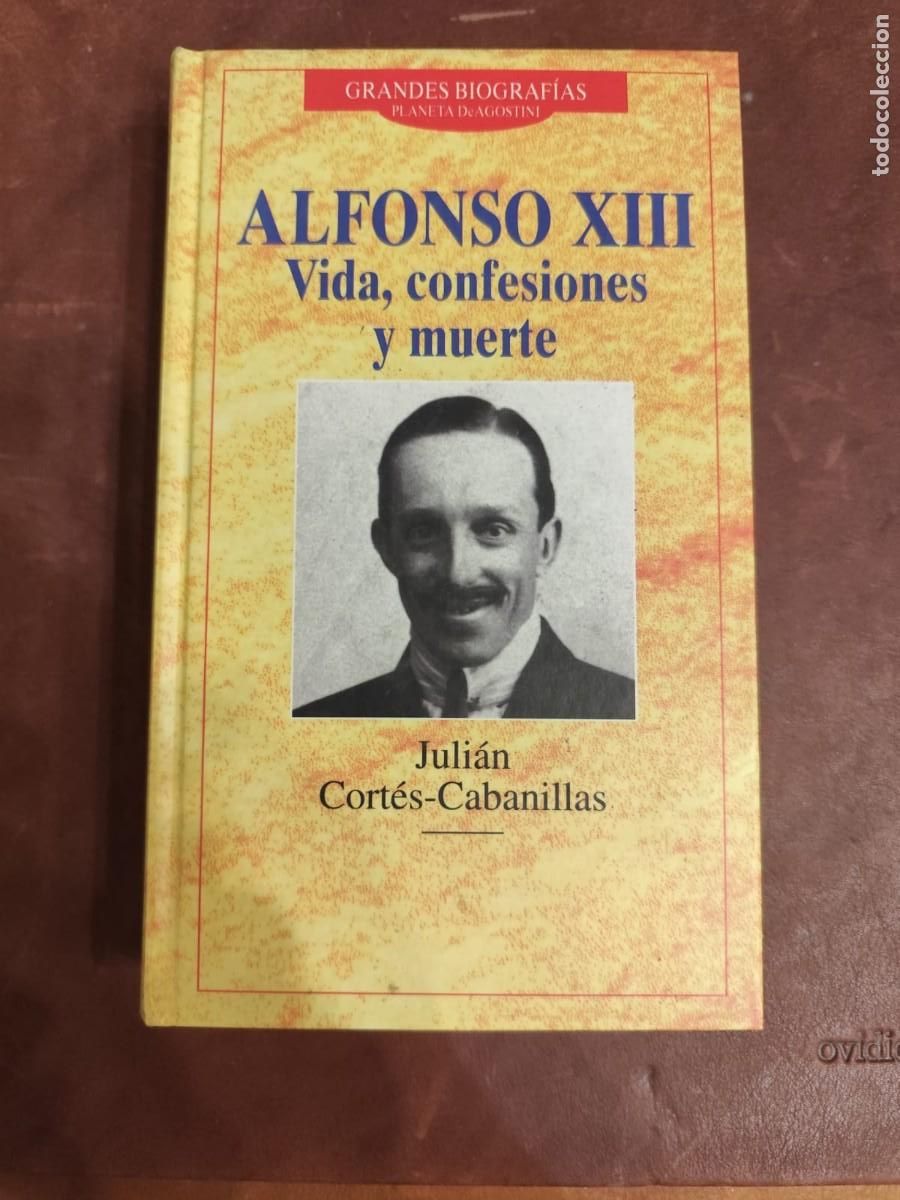 GRANDES BIOGRAFÍAS
PLANETA DeAGOSTINI
ALFONSO XIII
Vida, confesiones
y muerte
Julián
Cortés-Cabanillas
todocoleccion
ovidio